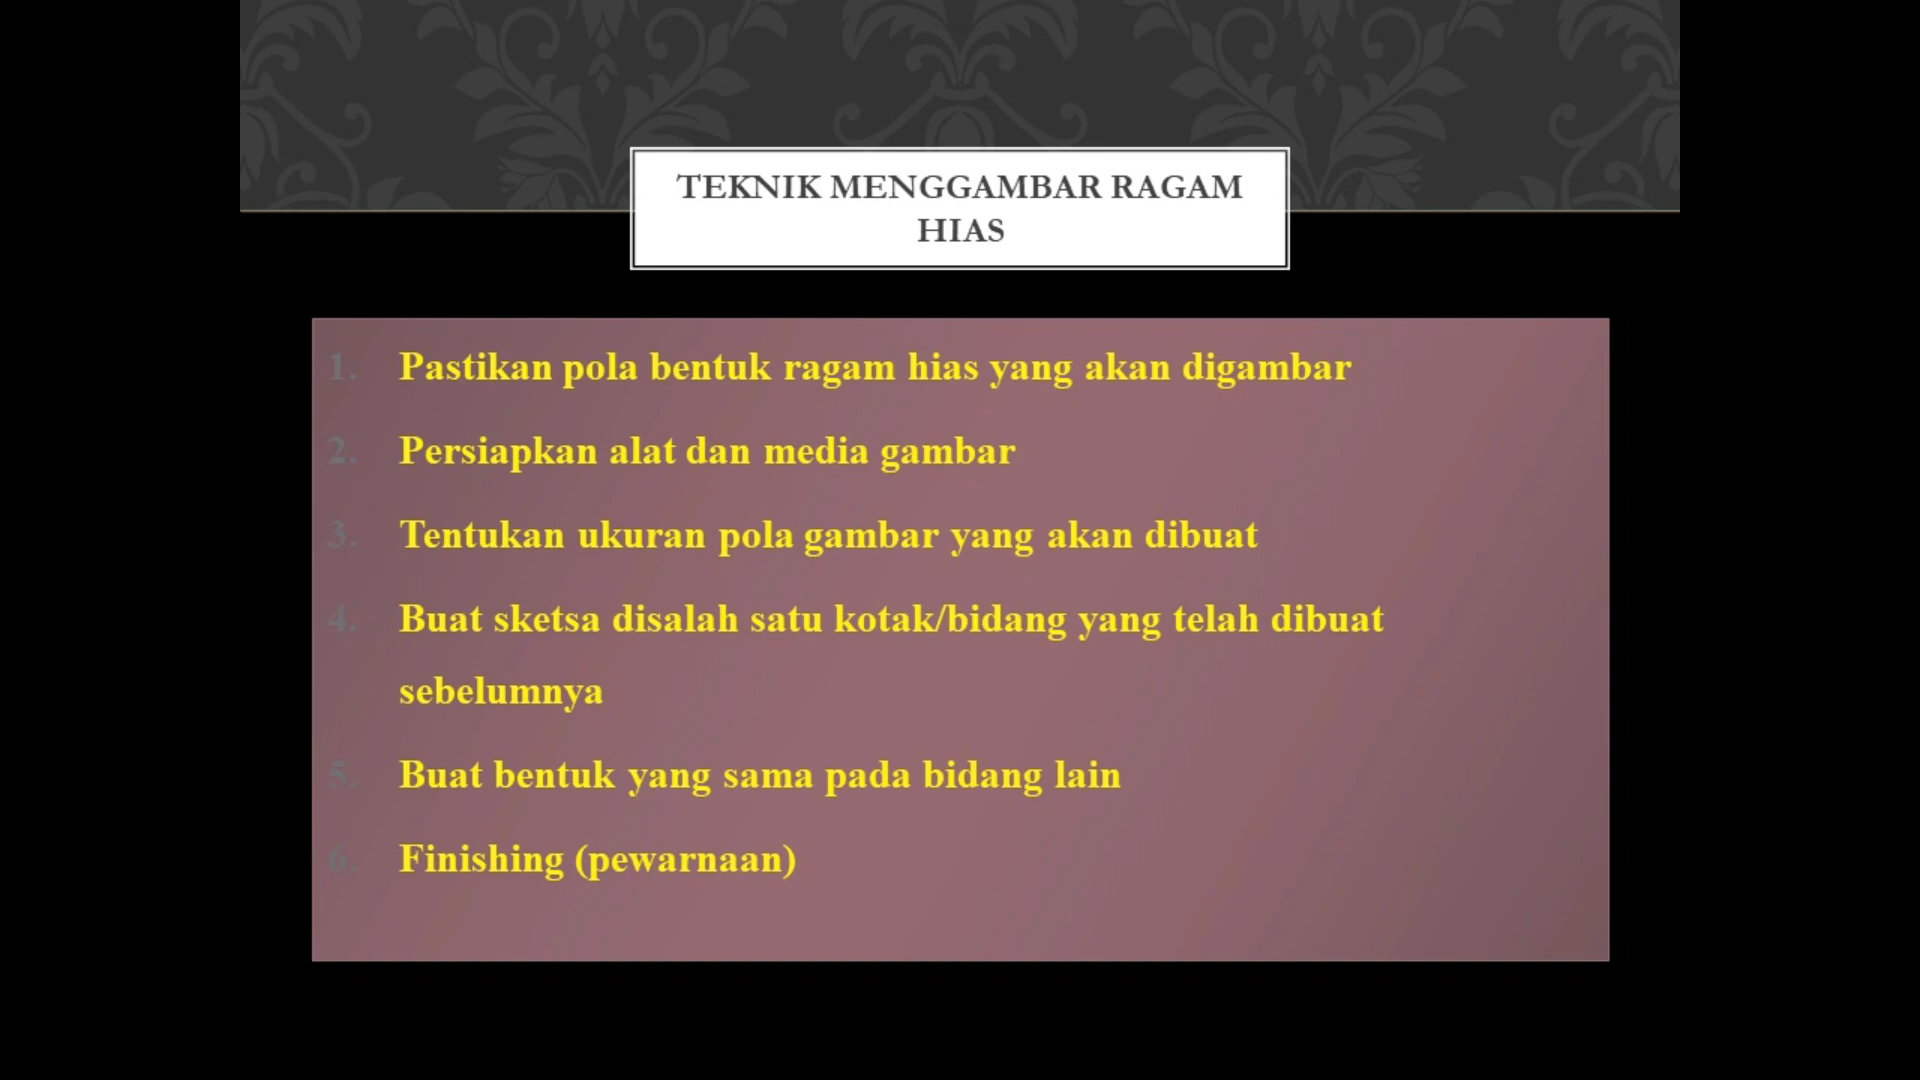 TEKNIK MENGGAMBAR RAGAM
HIAS
1. Pastikan pola bentuk ragam hias yang akan digambar
2. Persiapkan alat dan media gambar
3. Tentukan ukuran pola gambar yang akan dibuat
4. Buat sketsa disalah satu kotak/bidang yang telah dibuat
sebelumnya
5. Buat bentuk yang sama pada bidang lain
6. Finishing (pewarnaan)